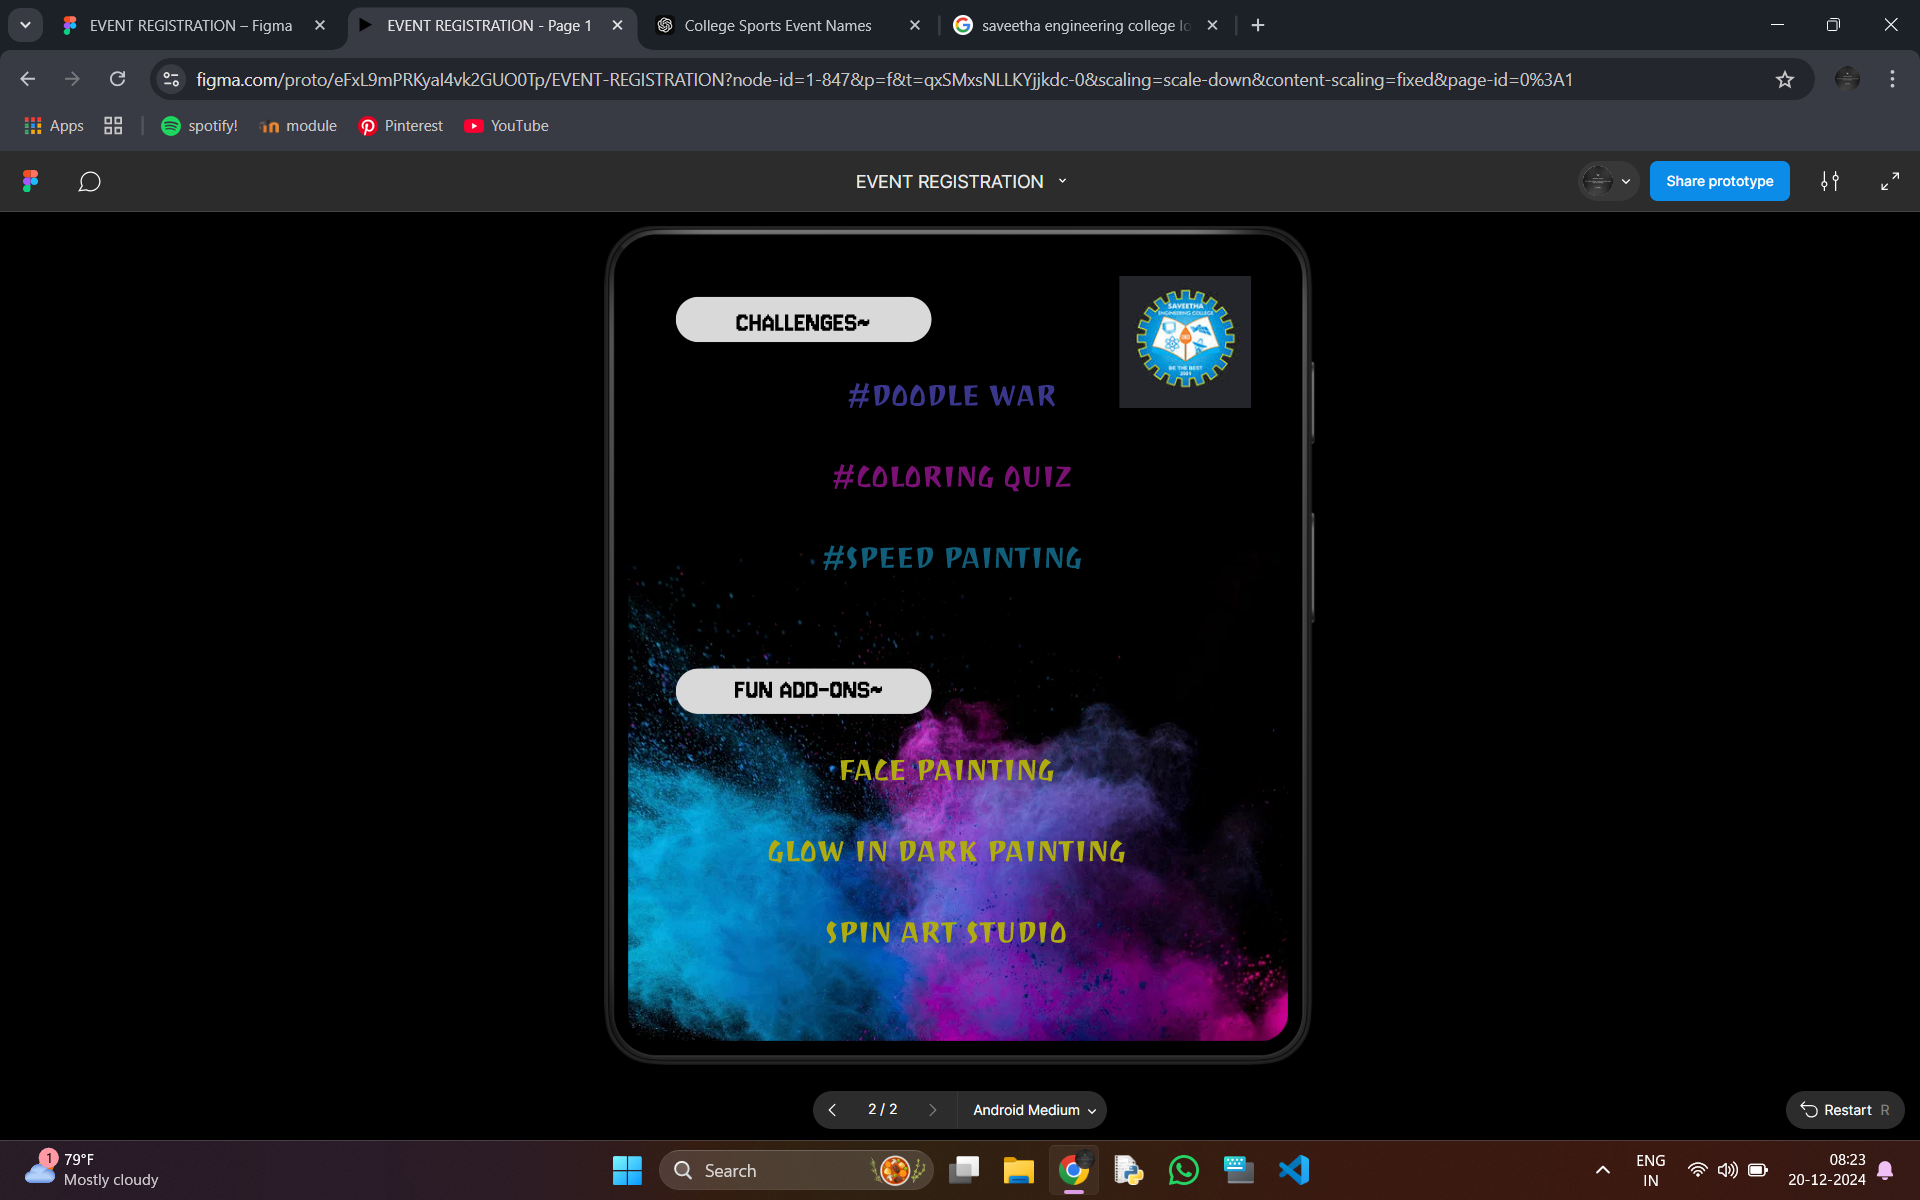 EVENT REGISTRATION – Figma
EVENT REGISTRATION - Page 1
College Sports Event Names
saveetha engineering college lo
figma.com/proto/eFxL9mPRKyaI4vk2GUO0Tp/EVENT-REGISTRATION?node-id=1-847&p=f&t=qxSMxsNLLKYjjkdc-0&scaling=scale-down&content-scaling=fixed&page-id=0%3A1
Apps
spotify!
module
Pinterest
YouTube
EVENT REGISTRATION
Share prototype
CHALLENGES~
SAVEETHA
ENGINEERING COLLEGE
BE THE BEST
2001
#DOODLE WAR
#COLORING QUIZ
#SPEED PAINTING
FUN ADD-ONS~
FACE PAINTING
GLOW IN DARK PAINTING
SPIN ART STUDIO
2 / 2
Android Medium
Restart R
1
79°F
Mostly cloudy
Search
ENG
IN
08:23
20-12-2024